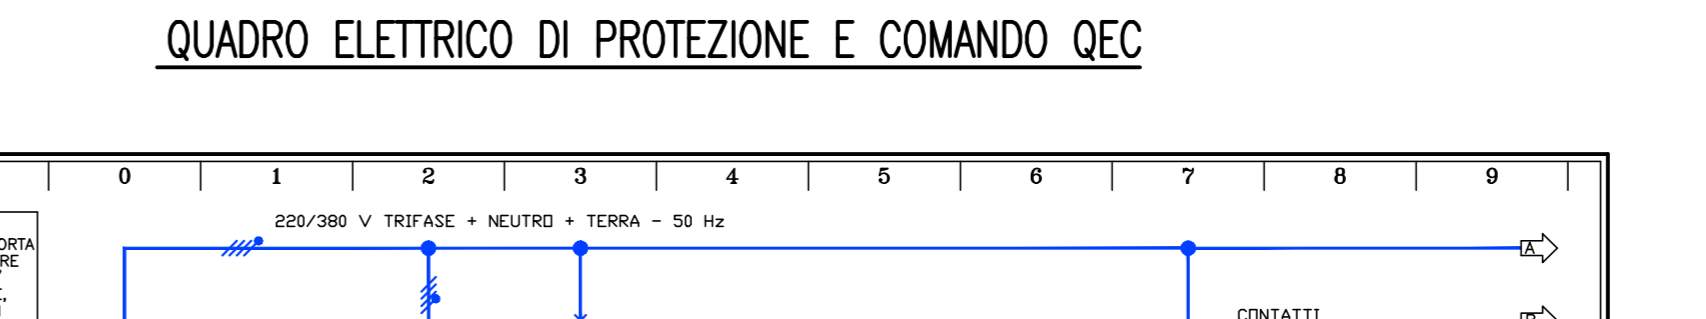 QUADRO ELETTRICO DI PROTEZIONE E COMANDO QEC
0 1 2 3 4 5 6 7 8 9
220/380 V TRIFASE + NEUTRO + TERRA - 50 Hz
A
CONTATTI